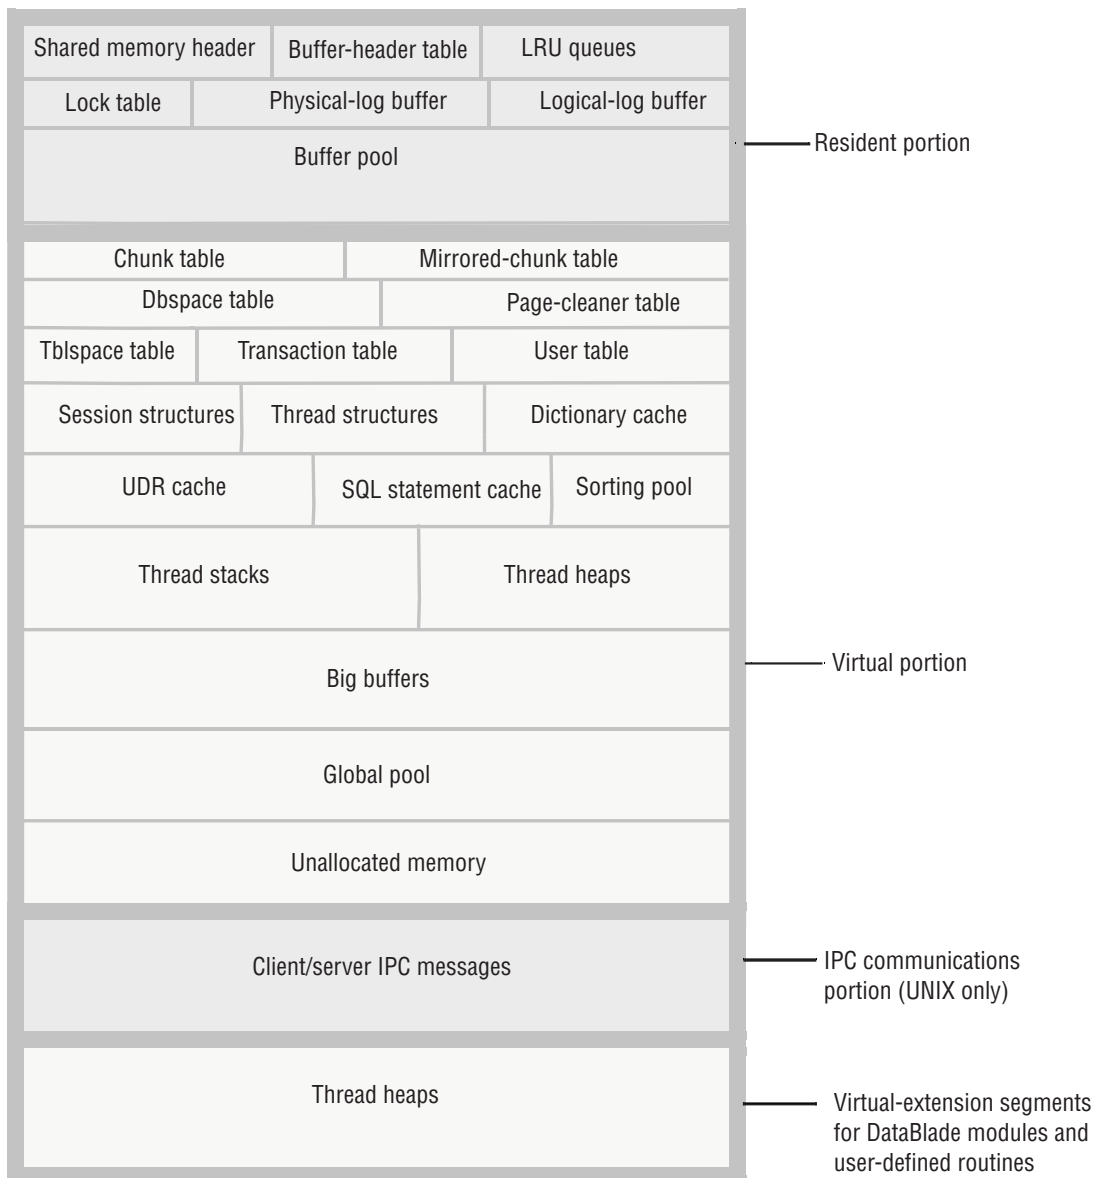 Shared memory header
Buffer-header table
LRU queues
Lock table
Physical-log buffer
Logical-log buffer
Buffer pool
Resident portion
Chunk table
Mirrored-chunk table
Dbspace table
Page-cleaner table
Tblspace table
Transaction table
User table
Session structures
Thread structures
Dictionary cache
UDR cache
SQL statement cache
Sorting pool
Thread stacks
Thread heaps
Big buffers
Virtual portion
Global pool
Unallocated memory
Client/server IPC messages
IPC communications
portion (UNIX only)
Thread heaps
Virtual-extension segments
for DataBlade modules and
user-defined routines